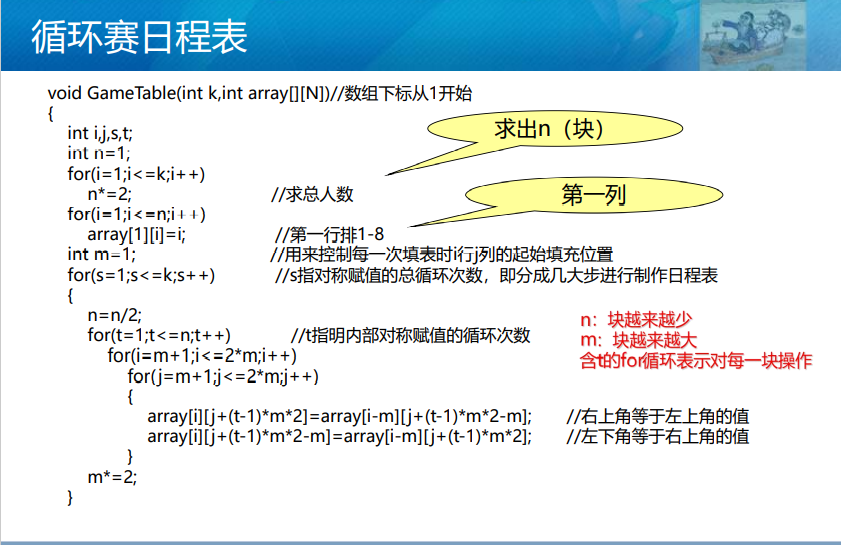 循环赛日程表
void GameTable(int k,int array[][N])//数组下标从1开始
{
int i,j,s,t;
int n=1;
for(i=1;i<=k;i++)
n*=2; //求总人数
for(i=1;i<=n;i++)
array[1][i]=i; //第一行排1-8
int m=1; //用来控制每一次填表时i行j列的起始填充位置
for(s=1;s<=k;s++) //s指对称赋值的总循环次数，即分成几大步进行制作日程表
{
n=n/2;
for(t=1;t<=n;t++) //t指明内部对称赋值的循环次数
for(i=m+1;i<=2*m;i++)
for(j=m+1;j<=2*m;j++)
{
array[i][j+(t-1)*m*2]=array[i-m][j+(t-1)*m*2-m]; //右上角等于左上角的值
array[i][j+(t-1)*m*2-m]=array[i-m][j+(t-1)*m*2]; //左下角等于右上角的值
}
m*=2;
}
求出n（块）
第一列
n：块越来越少
m：块越来越大
含t的for循环表示对每一块操作